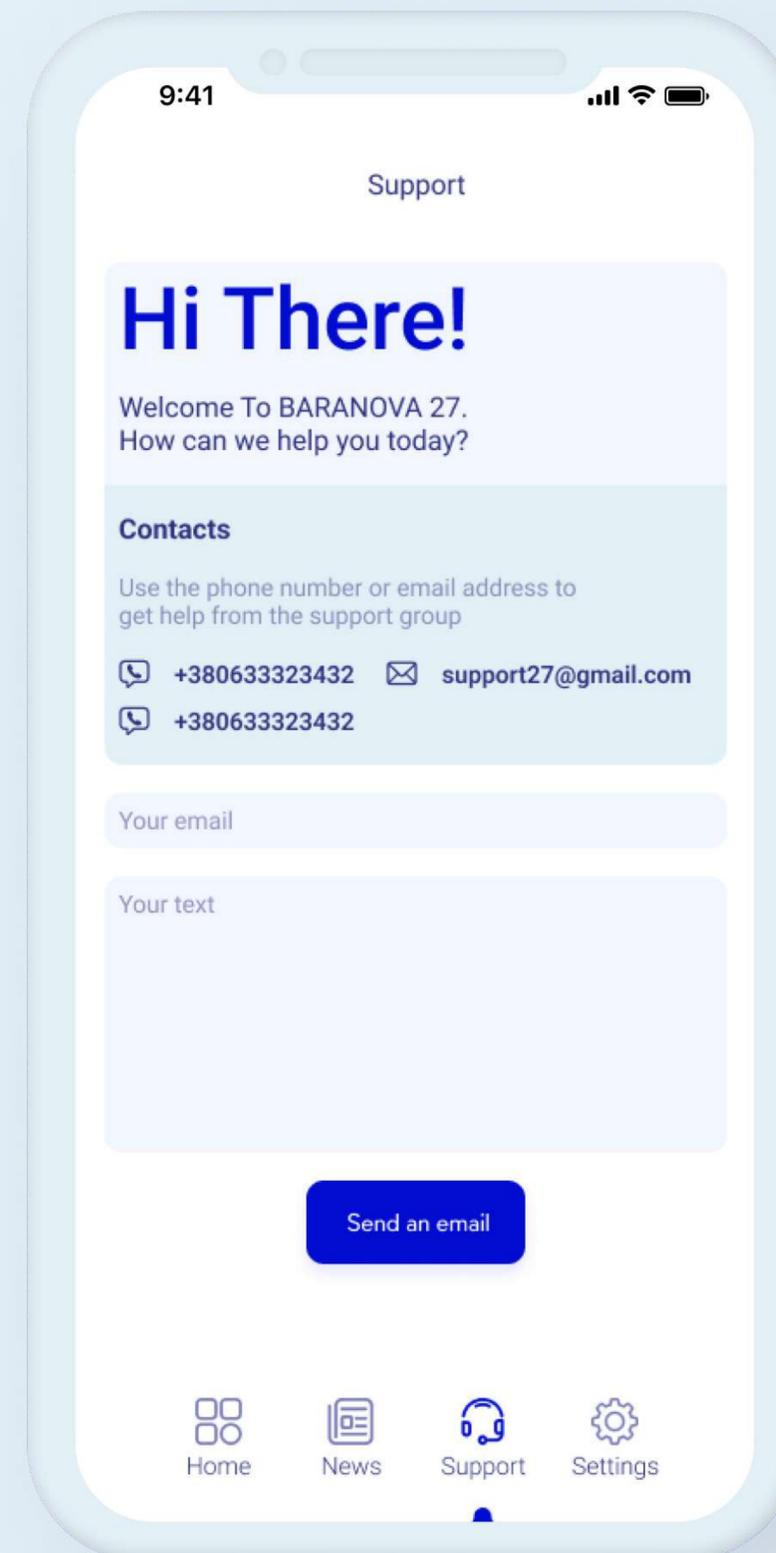 9:41
Support
Hi There!
Welcome To BARANOVA 27.
How can we help you today?
Contacts
Use the phone number or email address to
get help from the support group
+380633323432 support27@gmail.com
+380633323432
Your email
Your text
Send an email
Home News Support Settings